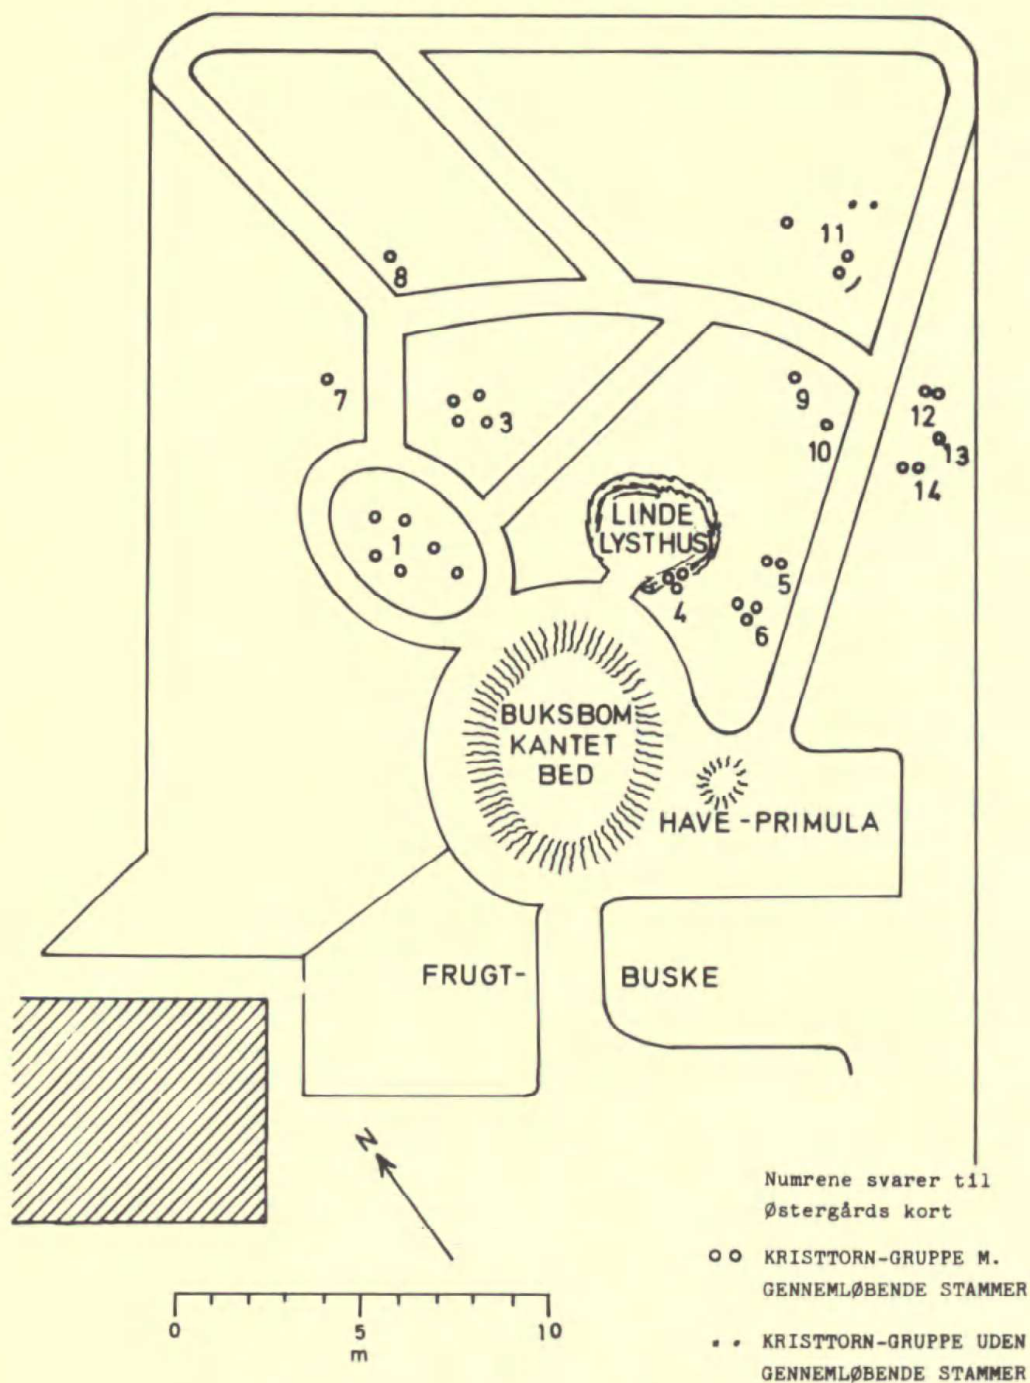 11
8
7
3
9
12
10
13
14
LINDE
LYSTHUS
1
5
4
6
BUKSBOM
KANTET
BED
HAVE-PRIMULA
FRUGT- BUSKE
N
Numrene svarer til
Østergårds kort
KRISTTORN-GRUPPE M.
GENNEMLØBENDE STAMMER
KRISTTORN-GRUPPE UDEN
GENNEMLØBENDE STAMMER
0 5 10
m